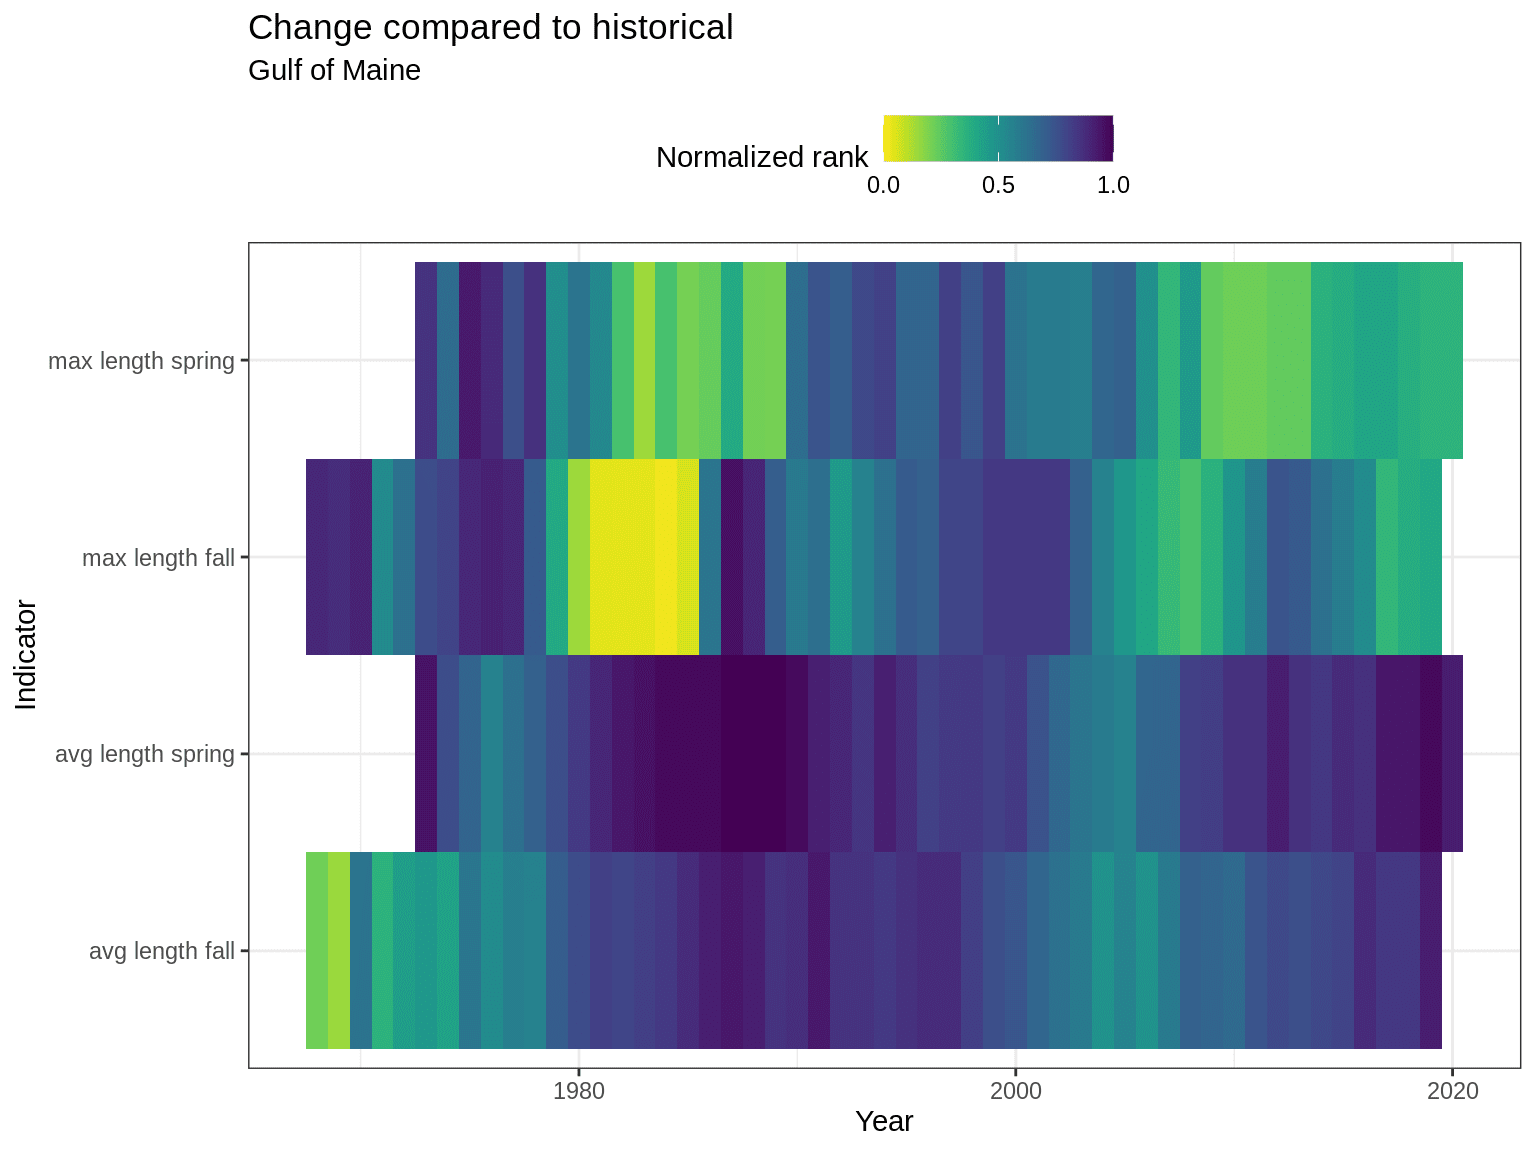 Change compared to historical
Gulf of Maine
Normalized rank
0.0 0.5 1.0
max length spring
max length fall
avg length spring
avg length fall
Indicator
1980 2000 2020
Year